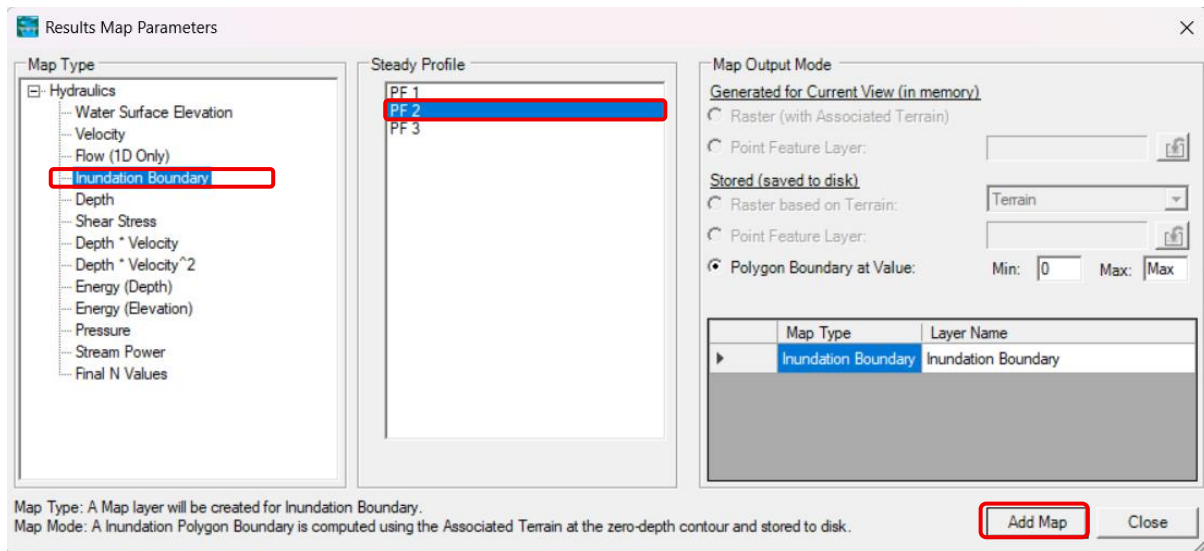 Results Map Parameters
Map Type
Hydraulics
Water Surface Elevation
Velocity
Flow (1D Only)
Inundation Boundary
Depth
Shear Stress
Depth * Velocity
Depth * Velocity^2
Energy (Depth)
Energy (Elevation)
Pressure
Stream Power
Final N Values
Steady Profile
PF 1
PF 2
PF 3
Map Output Mode
Generated for Current View (in memory)
Raster (with Associated Terrain)
Point Feature Layer:
Stored (saved to disk)
Raster based on Terrain: Terrain
Point Feature Layer:
Polygon Boundary at Value: Min: 0 Max: Max
Map Type Layer Name
Inundation Boundary Inundation Boundary
Map Type: A Map layer will be created for Inundation Boundary.
Map Mode: A Inundation Polygon Boundary is computed using the Associated Terrain at the zero-depth contour and stored to disk.
Add Map Close